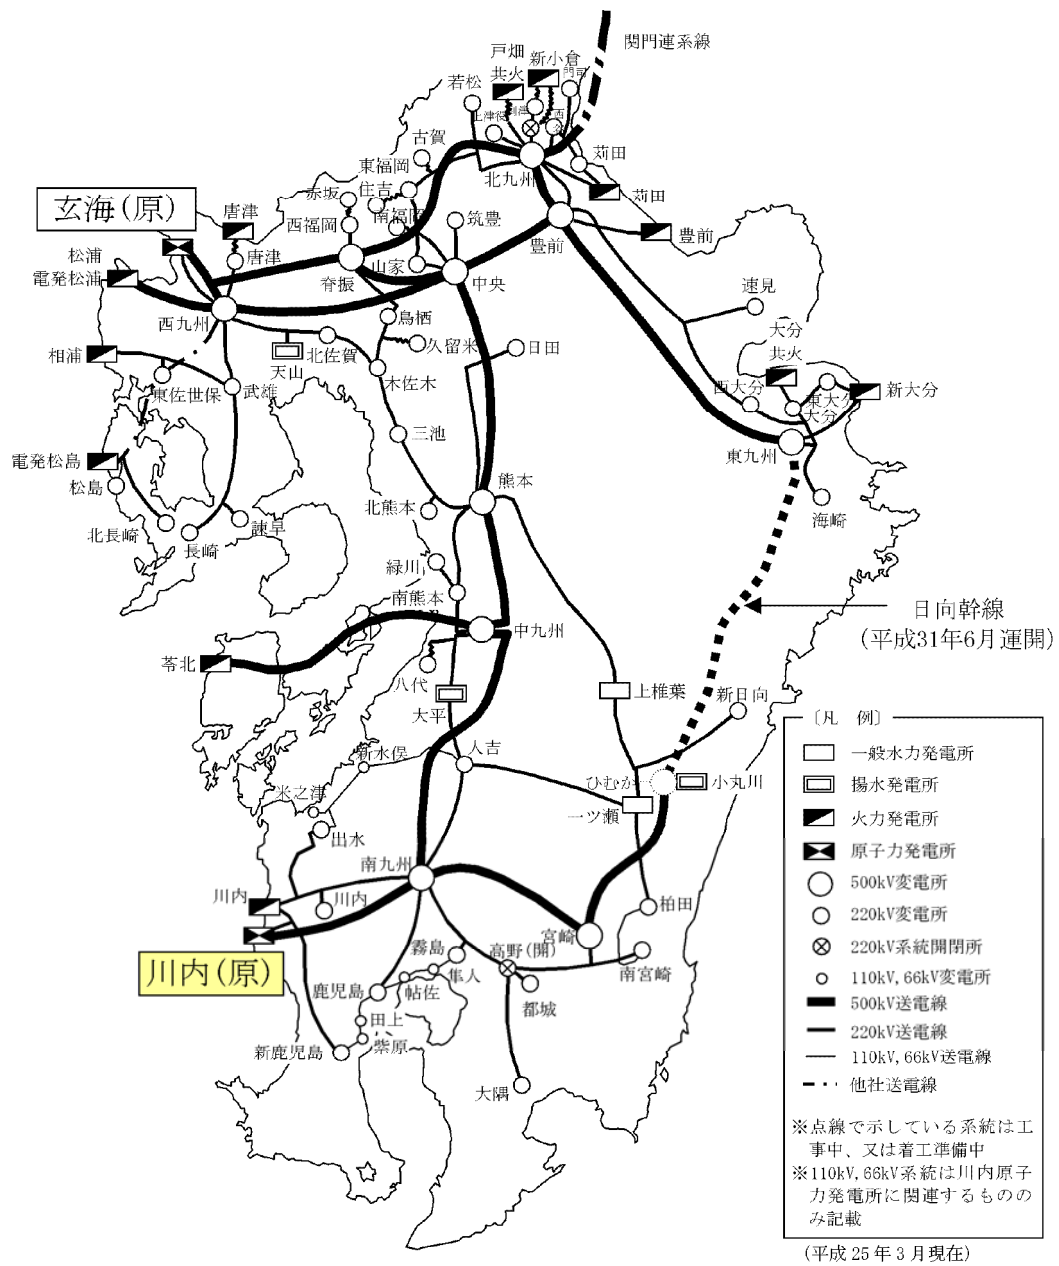 関門連系線
戸畑
共火
新小倉
門司
若松
上津役
古賀
東福岡
北九州
苅田
苅田
赤坂
住吉
西福岡
南福岡
筑豊
豊前
豊前
玄海(原)
唐津
唐津
松浦
電発松浦
山家
脊振
中央
西九州
鳥栖
久留米
日田
速見
大分
共火
相浦
天山
北佐賀
木佐木
東佐世保
武雄
西大分
東大分
大分
新大分
東九州
三池
電発松島
松島
熊本
北熊本
海崎
北長崎
長崎
諫早
緑川
南熊本
日向幹線
(平成31年6月運開)
中九州
苓北
八代
大平
上椎葉
新日向
新水俣
人吉
ひむか
小丸川
米之津
一ツ瀬
出水
南九州
川内
川内
柏田
宮崎
川内(原)
霧島
高野(開)
南宮崎
隼人
鹿児島
帖佐
都城
田上
新鹿児島
紫原
大隅
〔凡 例〕
一般水力発電所
揚水発電所
火力発電所
原子力発電所
500kV変電所
220kV変電所
220kV系統開閉所
110kV,66kV変電所
500kV送電線
220kV送電線
110kV,66kV送電線
他社送電線
※点線で示している系統は工
事中、又は着工準備中
※110kV,66kV系統は川内原子
力発電所に関連するものの
み記載
(平成25年3月現在)